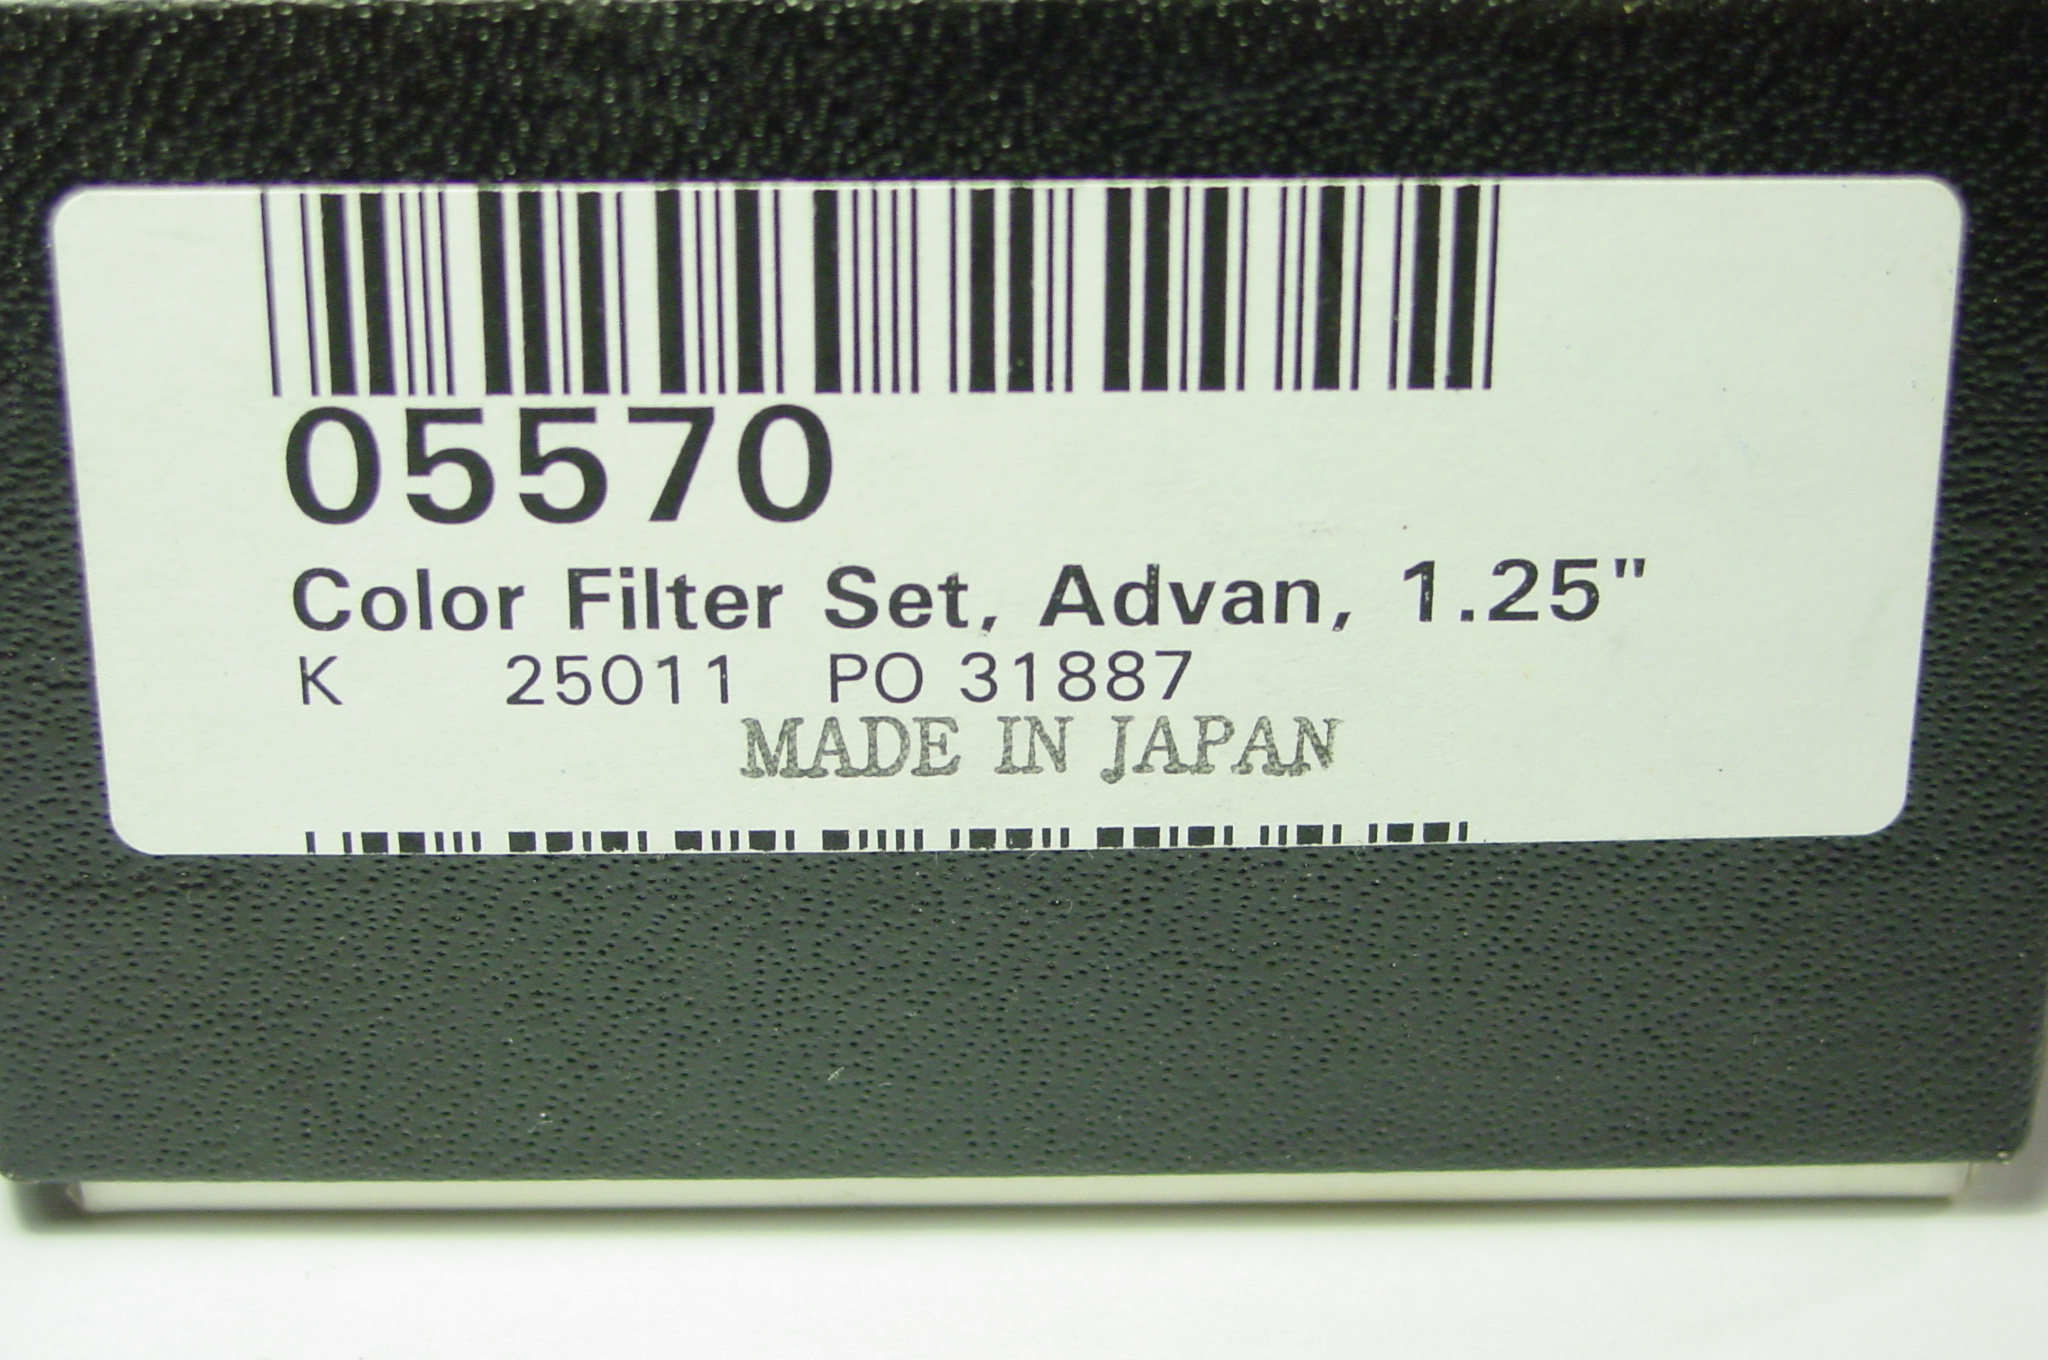 05570
Color Filter Set, Advan, 1.25"
K 25011 PO 31887
MADE IN JAPAN